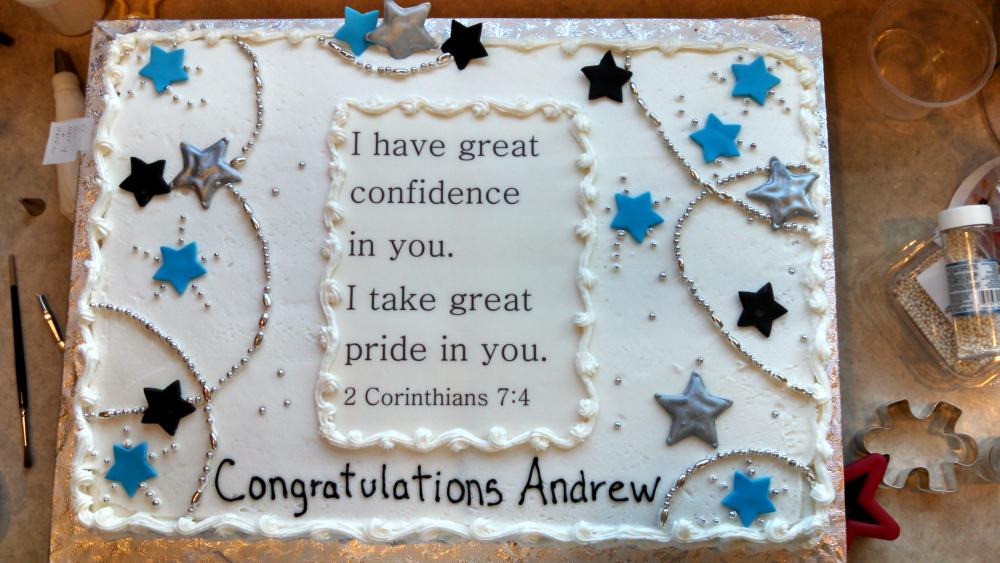 I have great
confidence
in you.
I take great
pride in you.
2 Corinthians 7:4
Congratulations Andrew